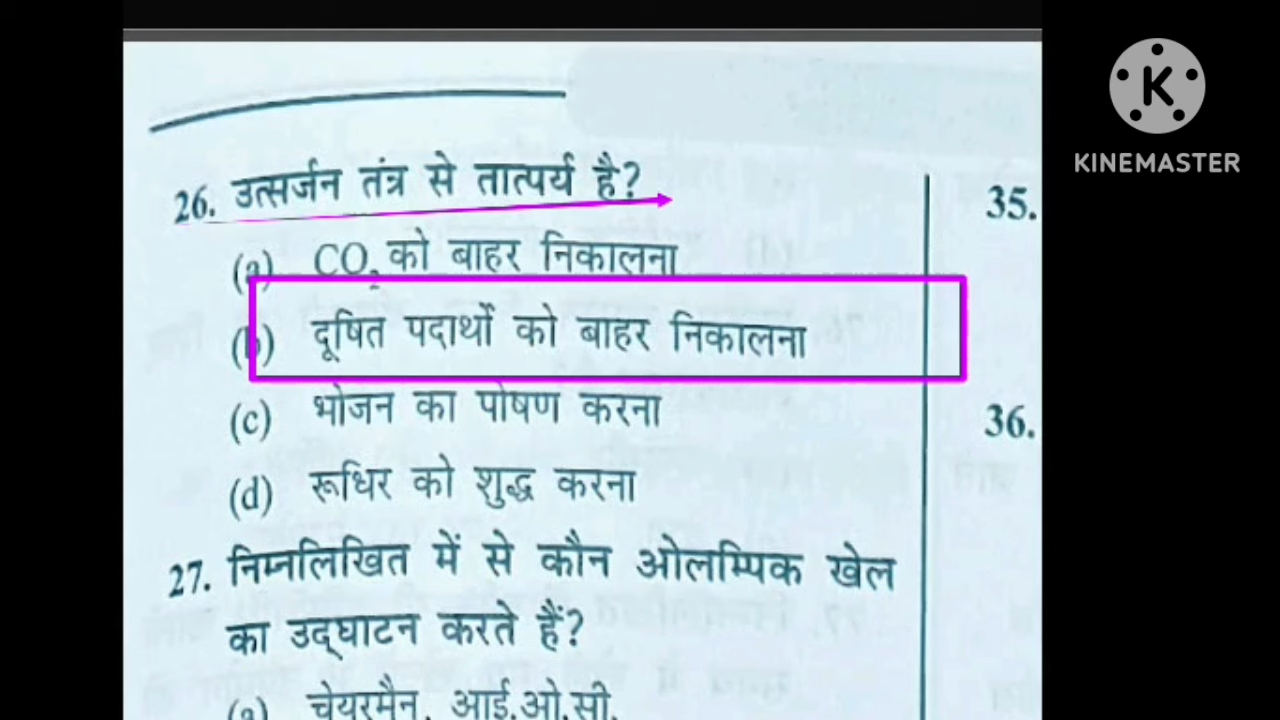 KINEMASTER
26. उत्सर्जन तंत्र से तात्पर्य है?
(a) CO₂ को बाहर निकालना
(b) दूषित पदार्थों को बाहर निकालना
(c) भोजन का पोषण करना
(d) रूधिर को शुद्ध करना
27. निम्नलिखित में से कौन ओलम्पिक खेल
का उद्घाटन करते हैं?
(a) चेयरमैन, आई.ओ.सी.
35.
36.